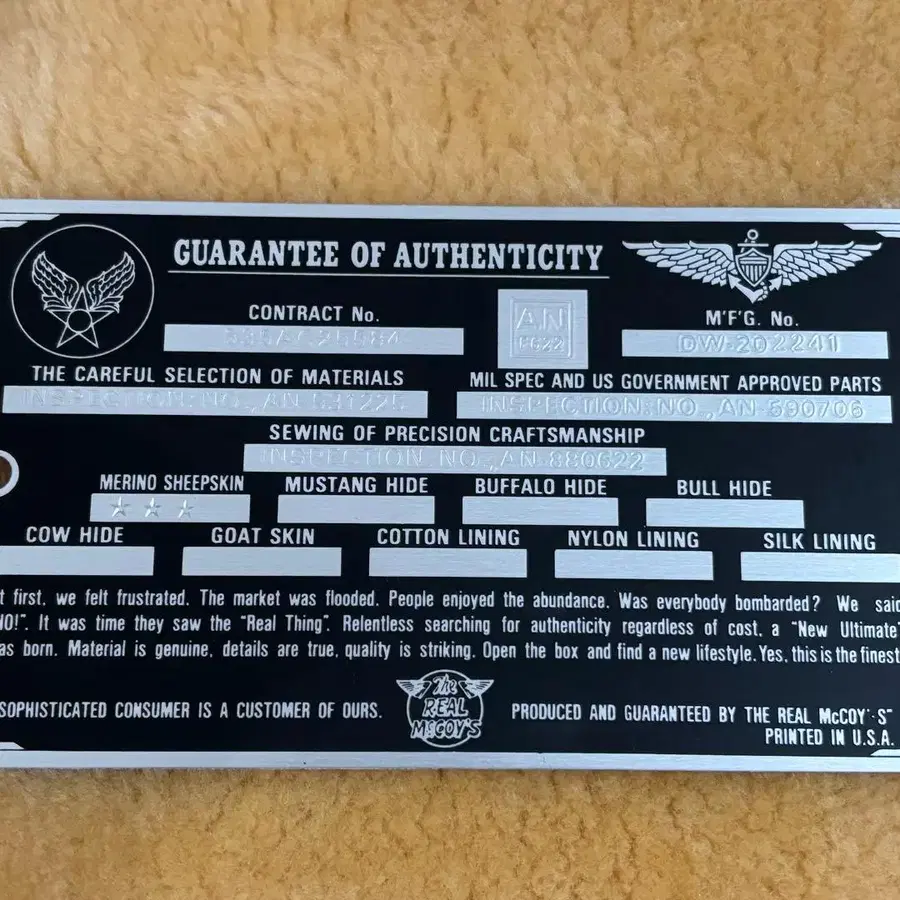 GUARANTEE OF AUTHENTICITY
CONTRACT No.
AN
M'F'G. No.
DW-202241
THE CAREFUL SELECTION OF MATERIALS
MIL SPEC AND US GOVERNMENT APPROVED PARTS
INSPECTION NO., AN-531225
INSPECTION NO., AN-590706
SEWING OF PRECISION CRAFTSMANSHIP
INSPECTION NO., AN-880622
MERINO SHEEPSKIN
MUSTANG HIDE
BUFFALO HIDE
BULL HIDE
COW HIDE
GOAT SKIN
COTTON LINING
NYLON LINING
SILK LINING
t first, we felt frustrated. The market was flooded. People enjoyed the abundance. Was everybody bombarded? We said
NO!". It was time they saw the "Real Thing". Relentless searching for authenticity regardless of cost, a "New Ultimate"
as born. Material is genuine, details are true, quality is striking. Open the box and find a new lifestyle. Yes, this is the finest
SOPHISTICATED CONSUMER IS A CUSTOMER OF OURS.
The
REAL
McCOY'S
PRODUCED AND GUARANTEED BY THE REAL McCOY'·S"
PRINTED IN U.S.A.